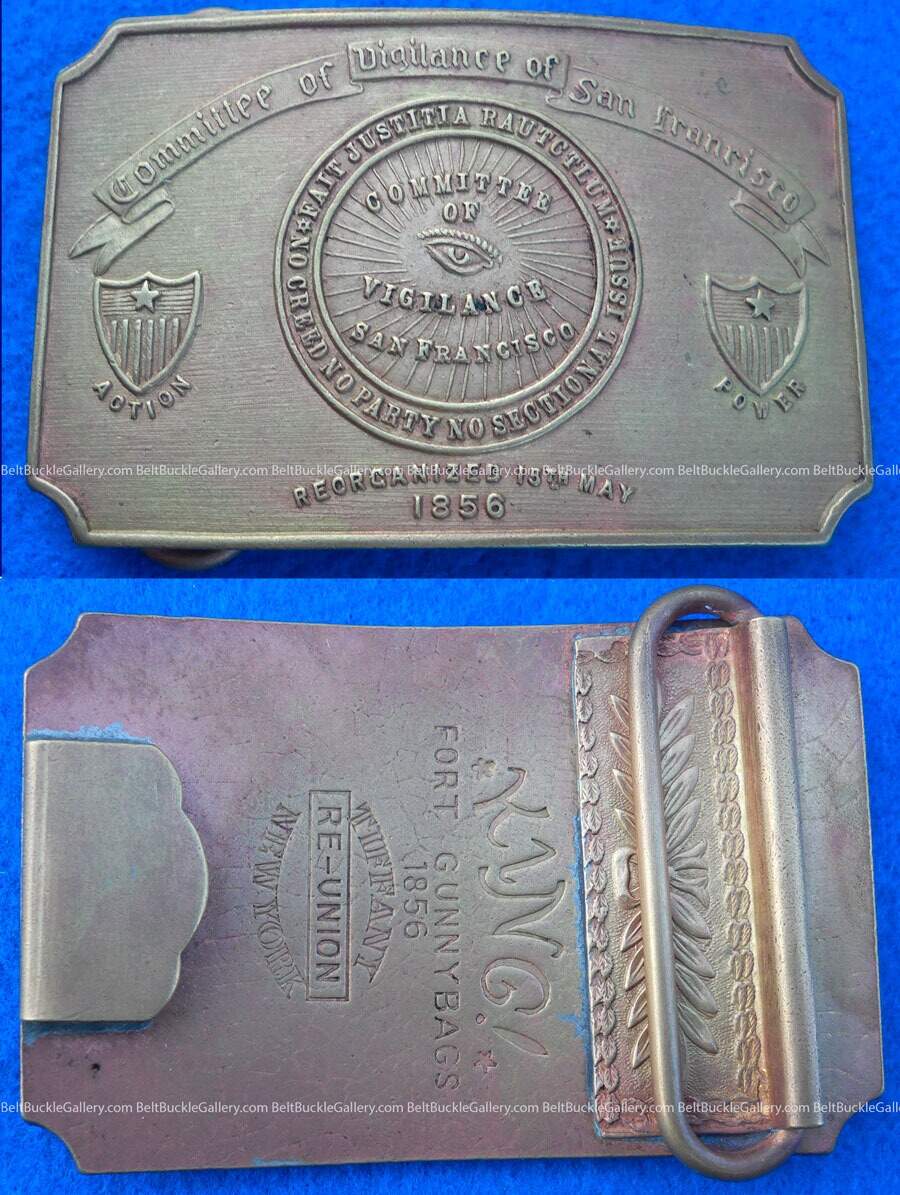 Committee of Vigilance of San Francisco
★FAIT JUSTITIA RAUTCTLUM★
NO CREED NO PARTY NO SECTIONAL ISSUE
COMMITTEE
OF
VIGILANCE
SAN FRANCISCO
ACTION
POWER
BeltBuckleGallery.com BeltBuckleGallery.com BeltBuckleGallery.com BeltBuckleGallery.com BeltBuckleGallery.com BeltBuckleGallery.com
REORGANIZED 15TH MAY
1856
KING!
FORT GUNNYBAGS
1856
TIFFANY
RE-UNION
NEW YORK
BeltBuckleGallery.com BeltBuckleGallery.com BeltBuckleGallery.com BeltBuckleGallery.com BeltBuckleGallery.com BeltBuckleGallery.com